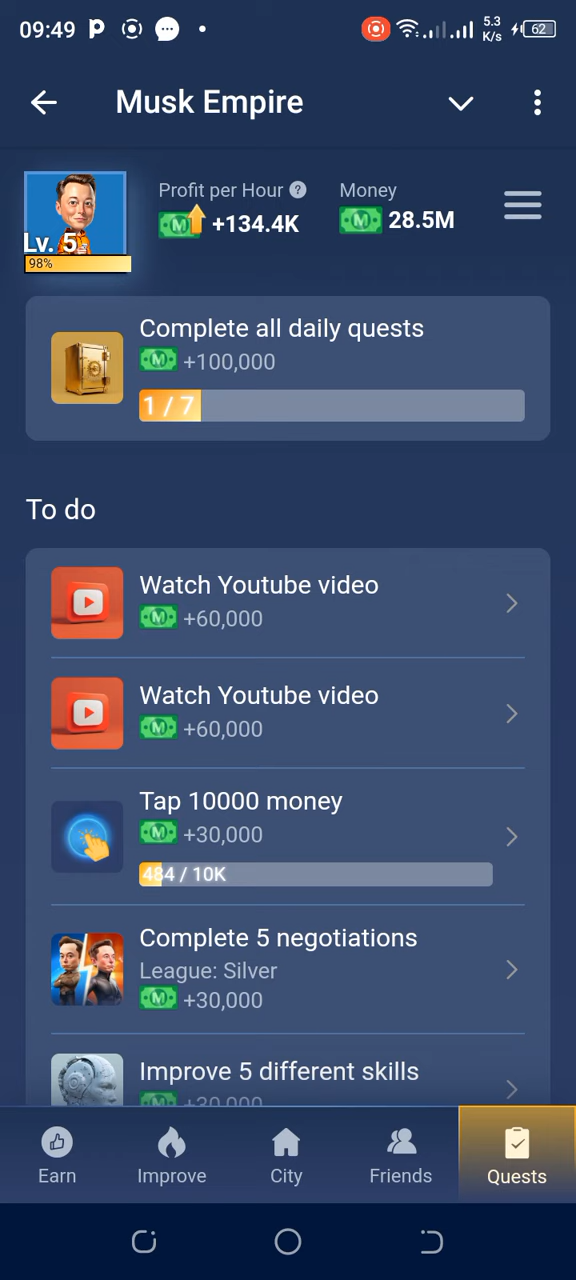 09:49
5.3
K/s
62
Musk Empire
Profit per Hour ?
+134.4K
Money
28.5M
Lv. 5
98%
Complete all daily quests
+100,000
1 / 7
To do
Watch Youtube video
+60,000
Watch Youtube video
+60,000
Tap 10000 money
+30,000
484 / 10K
Complete 5 negotiations
League: Silver
+30,000
Improve 5 different skills
+30,000
Earn
Improve
City
Friends
Quests